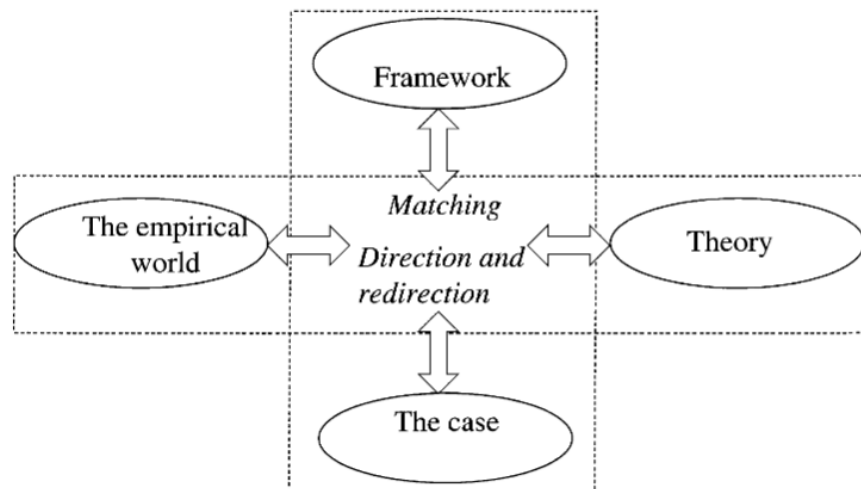 Framework
Matching
The empirical
world
Direction and
redirection
Theory
The case